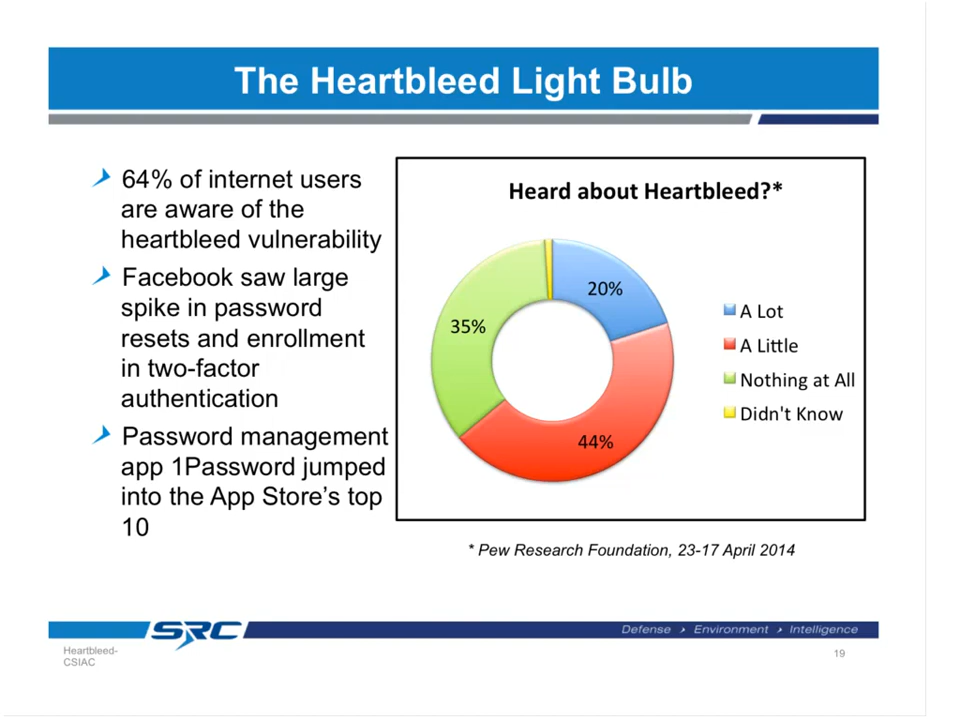 The Heartbleed Light Bulb
64% of internet users
are aware of the
heartbleed vulnerability
Facebook saw large
spike in password
resets and enrollment
in two-factor
authentication
Password management
app 1Password jumped
into the App Store’s top
10
Heard about Heartbleed?*
20%
35%
44%
A Lot
A Little
Nothing at All
Didn't Know
* Pew Research Foundation, 23-17 April 2014
SRC
Defense › Environment › Intelligence
Heartbleed-
CSIAC
19